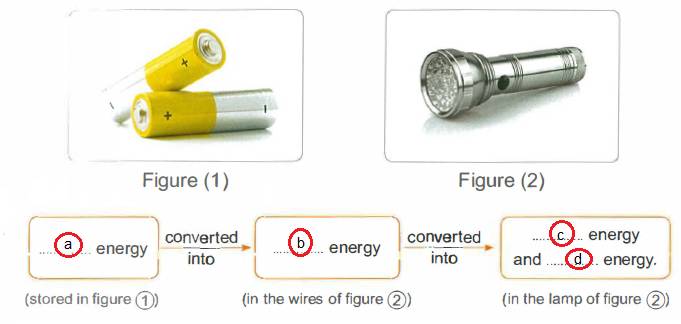 +
-
+
-
Figure (1)
Figure (2)
.....a..... energy
converted into
.....b..... energy
converted into
.....c..... energy
and .....d..... energy.
(stored in figure ①)
(in the wires of figure ②)
(in the lamp of figure ②)